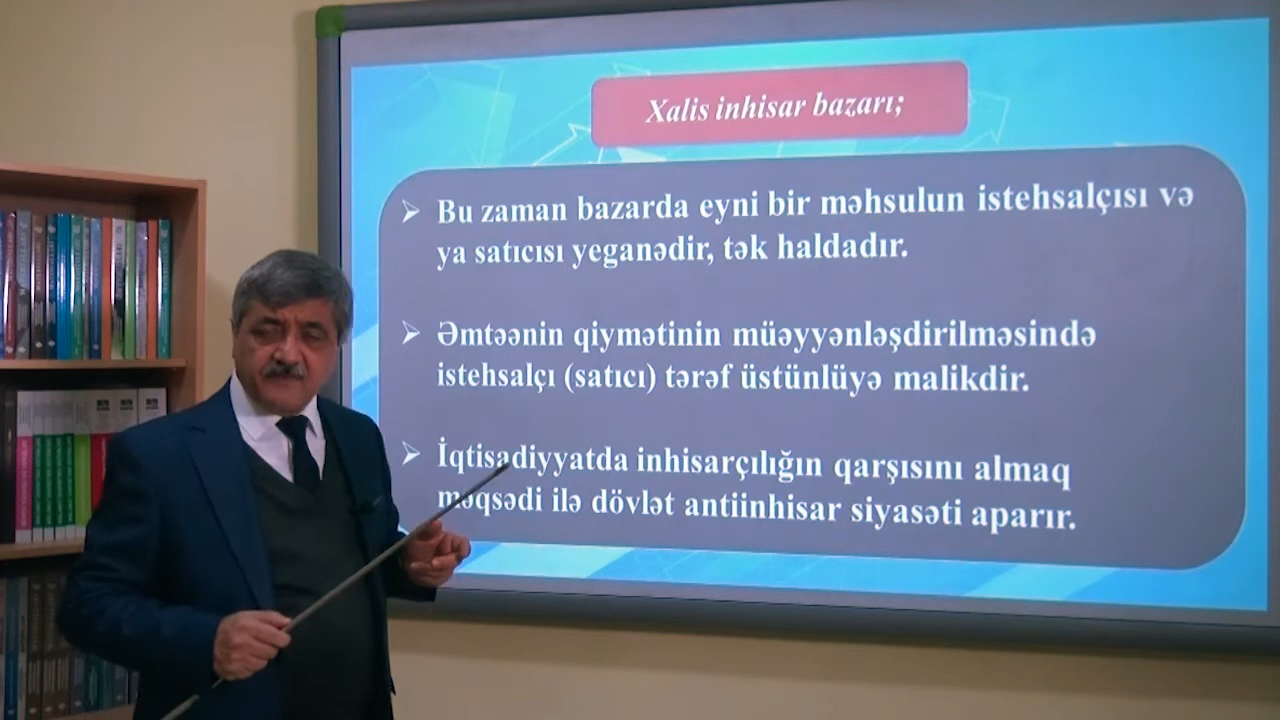 Xalis inhisar bazarı;
Bu zaman bazarda eyni bir məhsulun istehsalçısı və
ya satıcısı yeganədir, tək haldadır.
Əmtəənin qiymətinin müəyyənləşdirilməsində
istehsalçı (satıcı) tərəf üstünlüyə malikdir.
İqtisadiyyatda inhisarçılığın qarşısını almaq
məqsədi ilə dövlət antiinhisar siyasəti aparır.